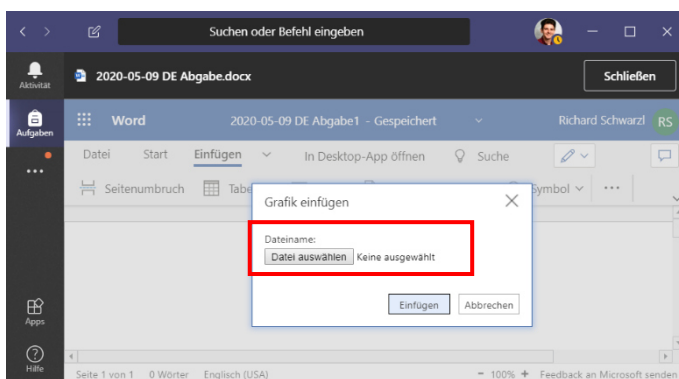 Suchen oder Befehl eingeben
Aktivität
2020-05-09 DE Abgabe.docx
Schließen
Aufgaben
Word
2020-05-09 DE Abgabe1 - Gespeichert
Richard Schwarzl RS
Datei Start Einfügen In Desktop-App öffnen Suche
Seitenumbruch Tabe
Symbol
Grafik einfügen
Dateiname:
Datei auswählen Keine ausgewählt
Einfügen Abbrechen
Apps
Hilfe
Seite 1 von 1 0 Wörter Englisch (USA) - 100% + Feedback an Microsoft senden